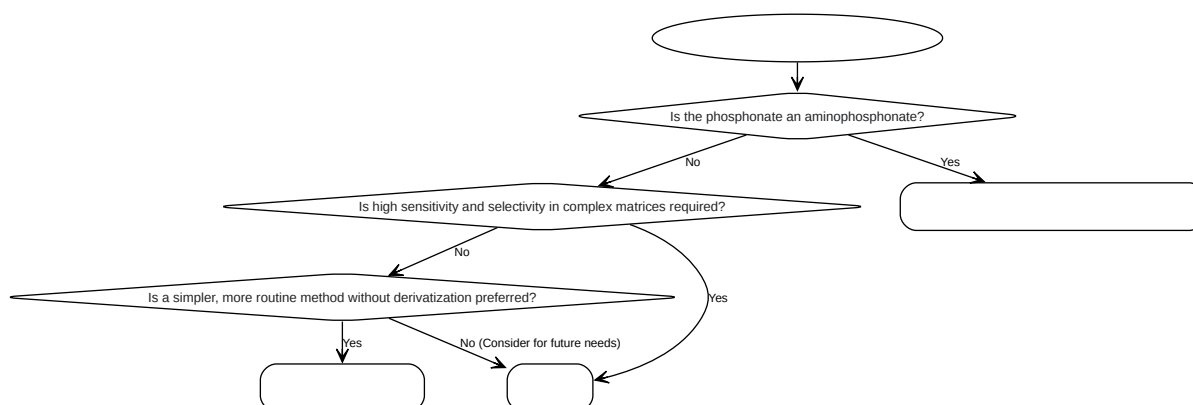 Is the phosphonate an aminophosphonate?
No
Yes
Is high sensitivity and selectivity in complex matrices required?
No
Yes
Is a simpler, more routine method without derivatization preferred?
Yes
No (Consider for future needs)